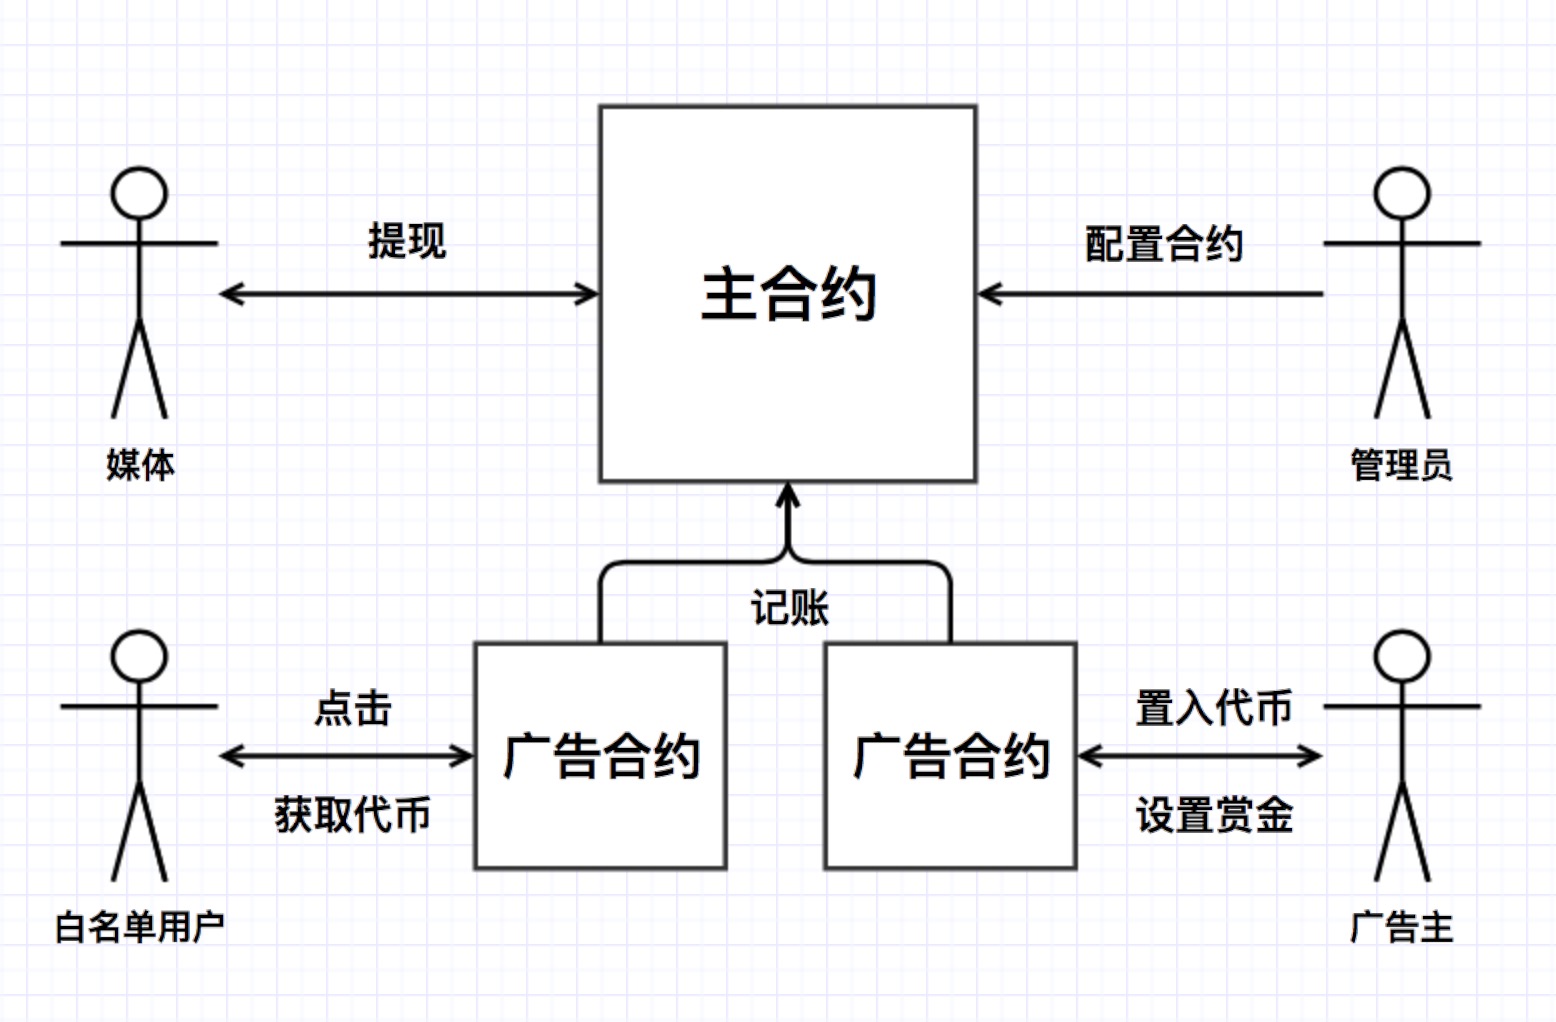 提现
配置合约
主合约
媒体
管理员
记账
点击
获取代币
广告合约
广告合约
置入代币
设置赏金
白名单用户
广告主